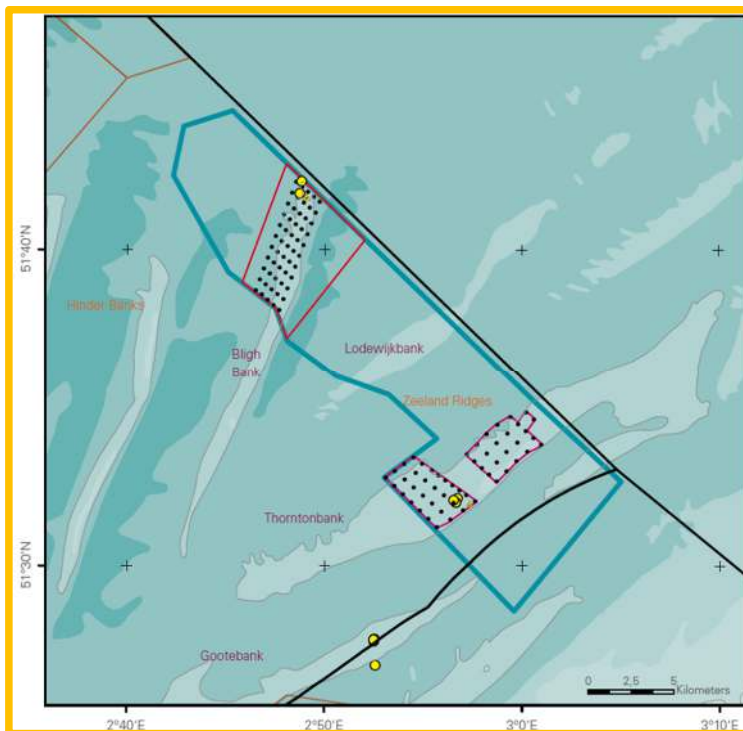 51°40'N
Hinder Banks
Bligh
Bank
Lodewijkbank
Zeeland Ridges
Thorntonbank
51°30'N
Gootebank
0 2,5 5
Kilometers
2°40'E 2°50'E 3°0'E 3°10'E